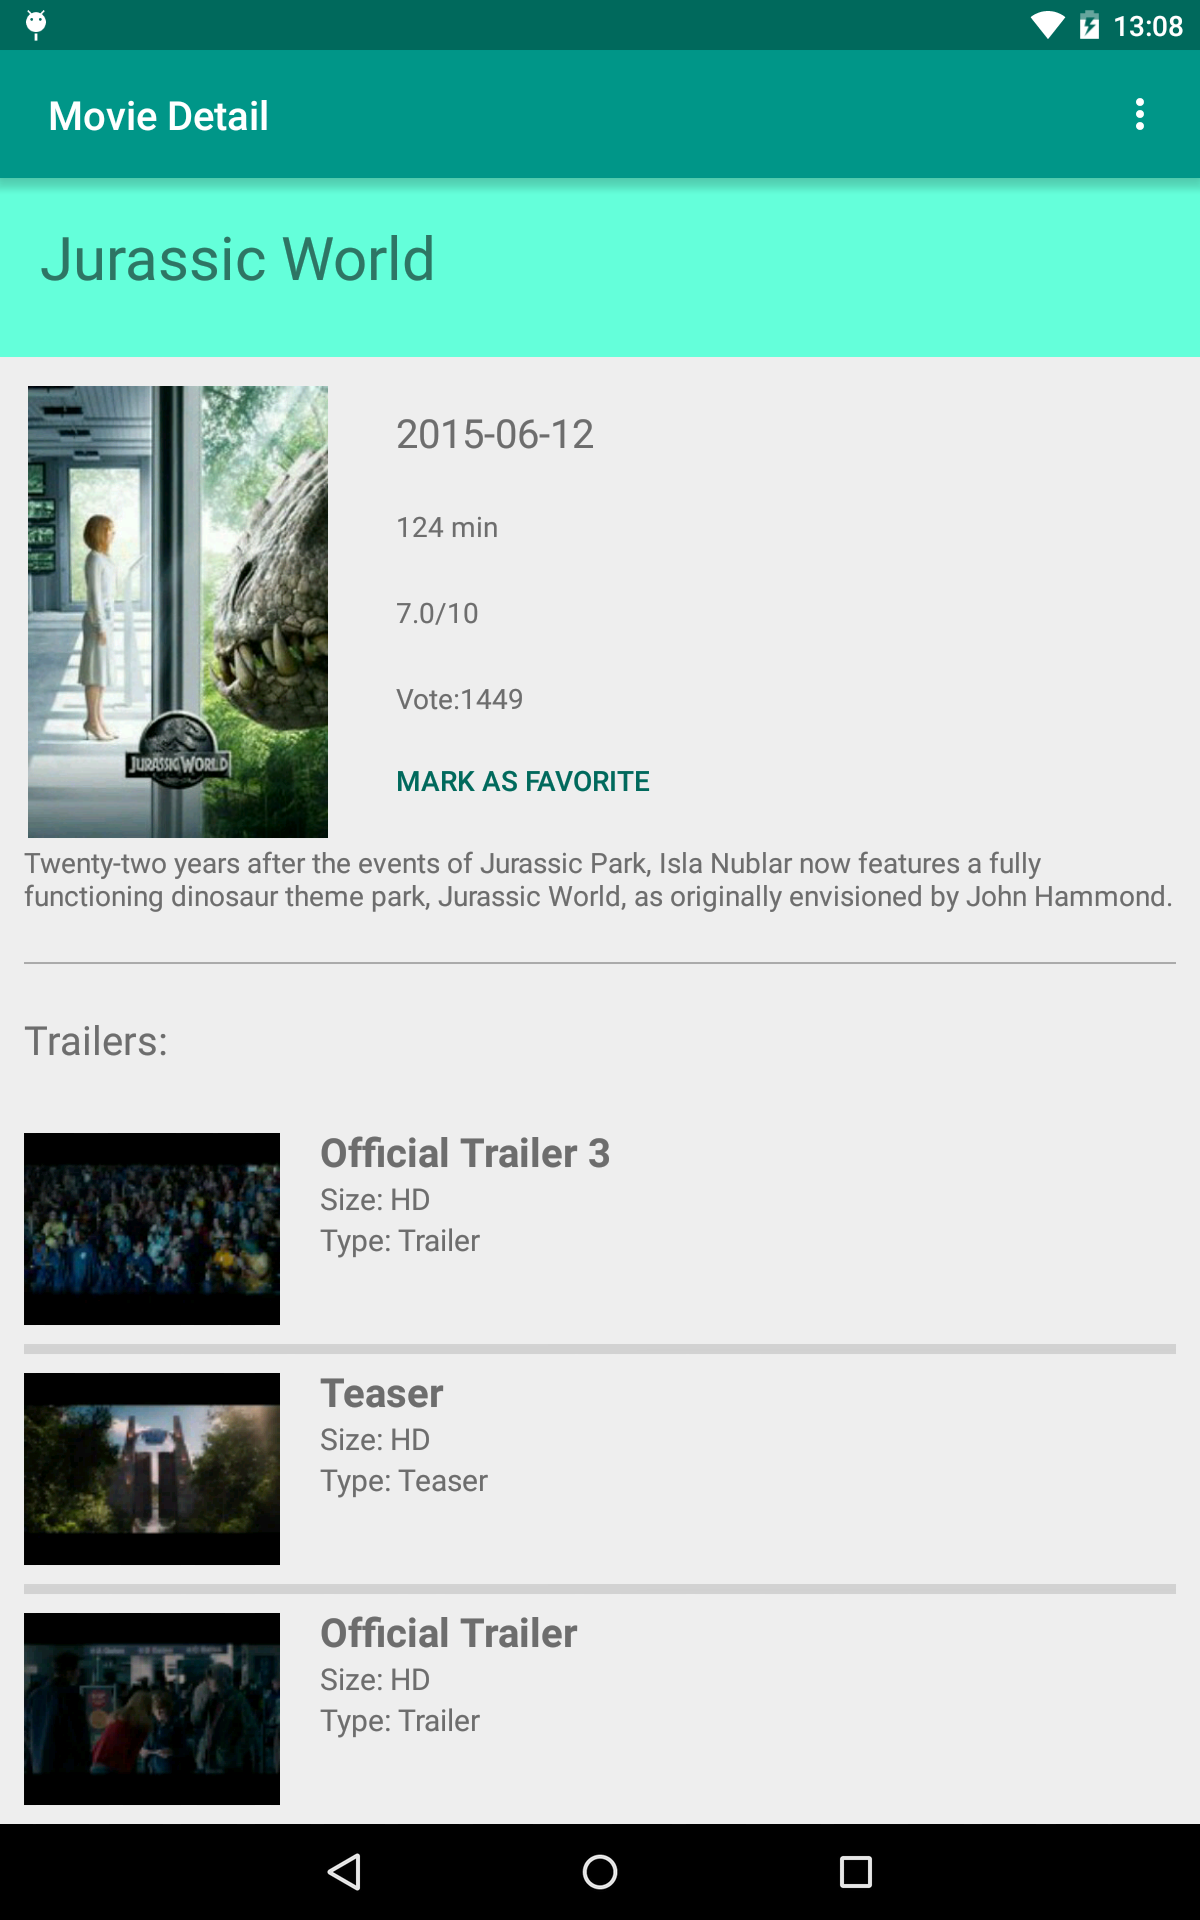 13:08
Movie Detail
Jurassic World
2015-06-12
124 min
7.0/10
Vote:1449
MARK AS FAVORITE
JURASSIC WORLD
Twenty-two years after the events of Jurassic Park, Isla Nublar now features a fully
functioning dinosaur theme park, Jurassic World, as originally envisioned by John Hammond.
Trailers:
Official Trailer 3
Size: HD
Type: Trailer
Teaser
Size: HD
Type: Teaser
Official Trailer
Size: HD
Type: Trailer